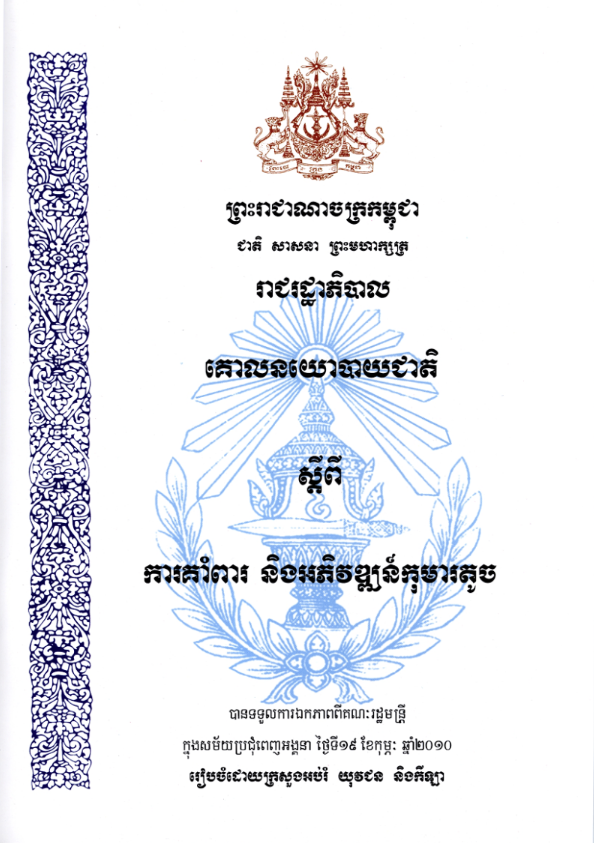 ព្រះរាជាណាចក្រកម្ពុជា
ជាតិ សាសនា ព្រះមហាក្សត្រ
រាជរដ្ឋាភិបាល
គោលនយោបាយជាតិ
ស្តីពី
ការគាំពារ និងអភិវឌ្ឍន៍កុមារតូច
បានទទួលការឯកភាពពីគណៈរដ្ឋមន្ត្រី
ក្នុងសម័យប្រជុំពេញអង្គនា ថ្ងៃទី១៩ ខែកុម្ភៈ ឆ្នាំ២០១០
រៀបចំដោយក្រសួងអប់រំ យុវជន និងកីឡា